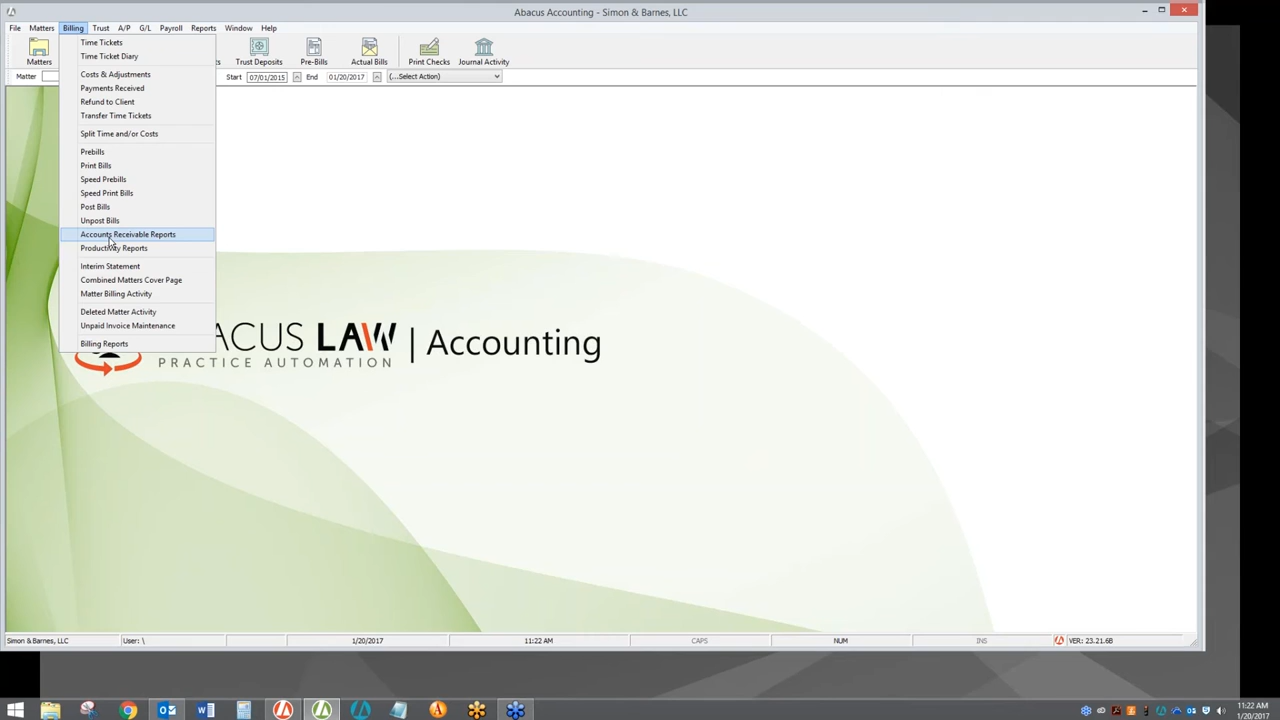 Abacus Accounting - Simon & Barnes, LLC
File Matters Billing Trust A/P G/L Payroll Reports Window Help
Matters Trust Deposits Pre-Bills Actual Bills Print Checks Journal Activity
Matter Start 07/01/2015 End 01/20/2017 (...Select Action)
Time Tickets
Time Ticket Diary
Costs & Adjustments
Payments Received
Refund to Client
Transfer Time Tickets
Split Time and/or Costs
Prebills
Print Bills
Speed Prebills
Speed Print Bills
Post Bills
Unpost Bills
Accounts Receivable Reports
Productivity Reports
Interim Statement
Combined Matters Cover Page
Matter Billing Activity
Deleted Matter Activity
Unpaid Invoice Maintenance
Billing Reports
ACUS LAW | Accounting
PRACTICE AUTOMATION
Simon & Barnes, LLC User: \ 1/20/2017 11:22 AM CAPS NUM INS VER: 23.21.6B
11:22 AM
1/20/2017